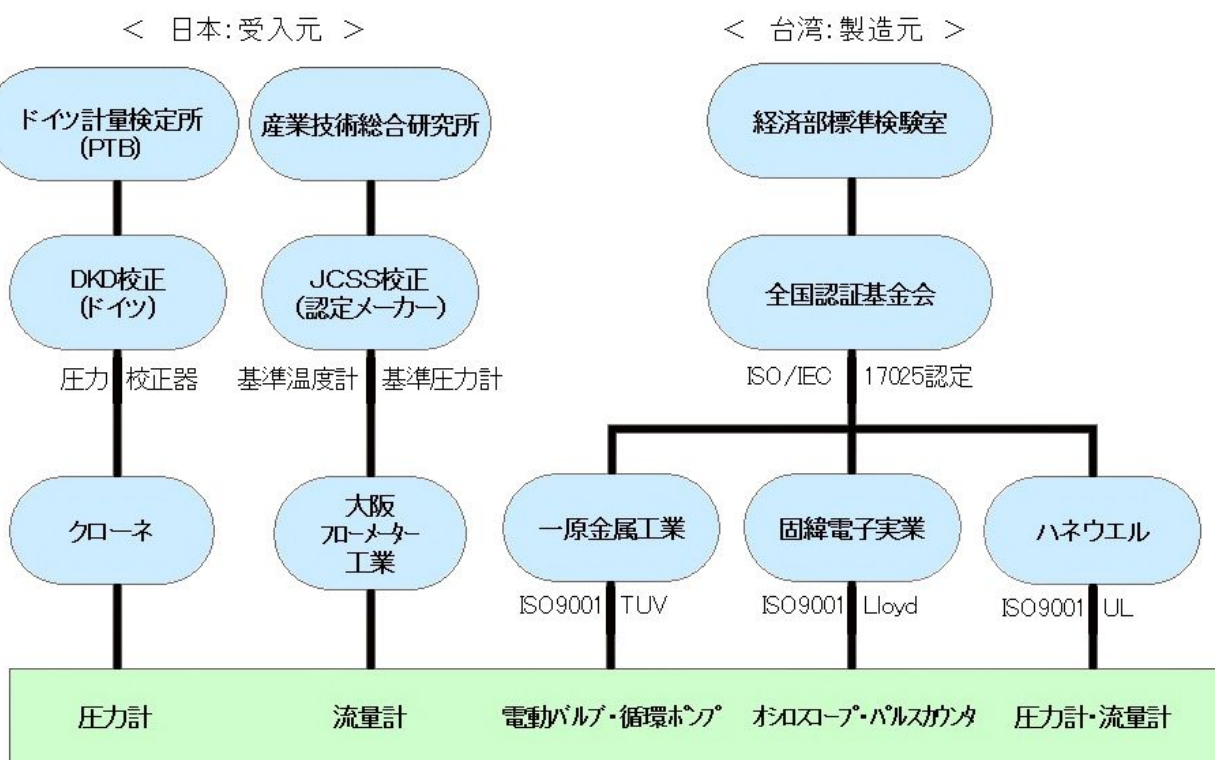 < 日本:受入元 >
< 台湾:製造元 >
ドイツ計量検定所
(PTB)
産業技術総合研究所
経済部標準検験室
DKD校正
(ドイツ)
JCSS校正
(認定メーカー)
全国認証基金会
圧力 校正器
基準温度計 基準圧力計
ISO/IEC 17025認定
クローネ
大阪
フローメーター
工業
一原金属工業
固緯電子実業
ハネウエル
ISO9001 TUV
ISO9001 Lloyd
ISO9001 UL
圧力計
流量計
電動バルブ・循環ポンプ
オシロスコープ・パルスカウンタ
圧力計・流量計